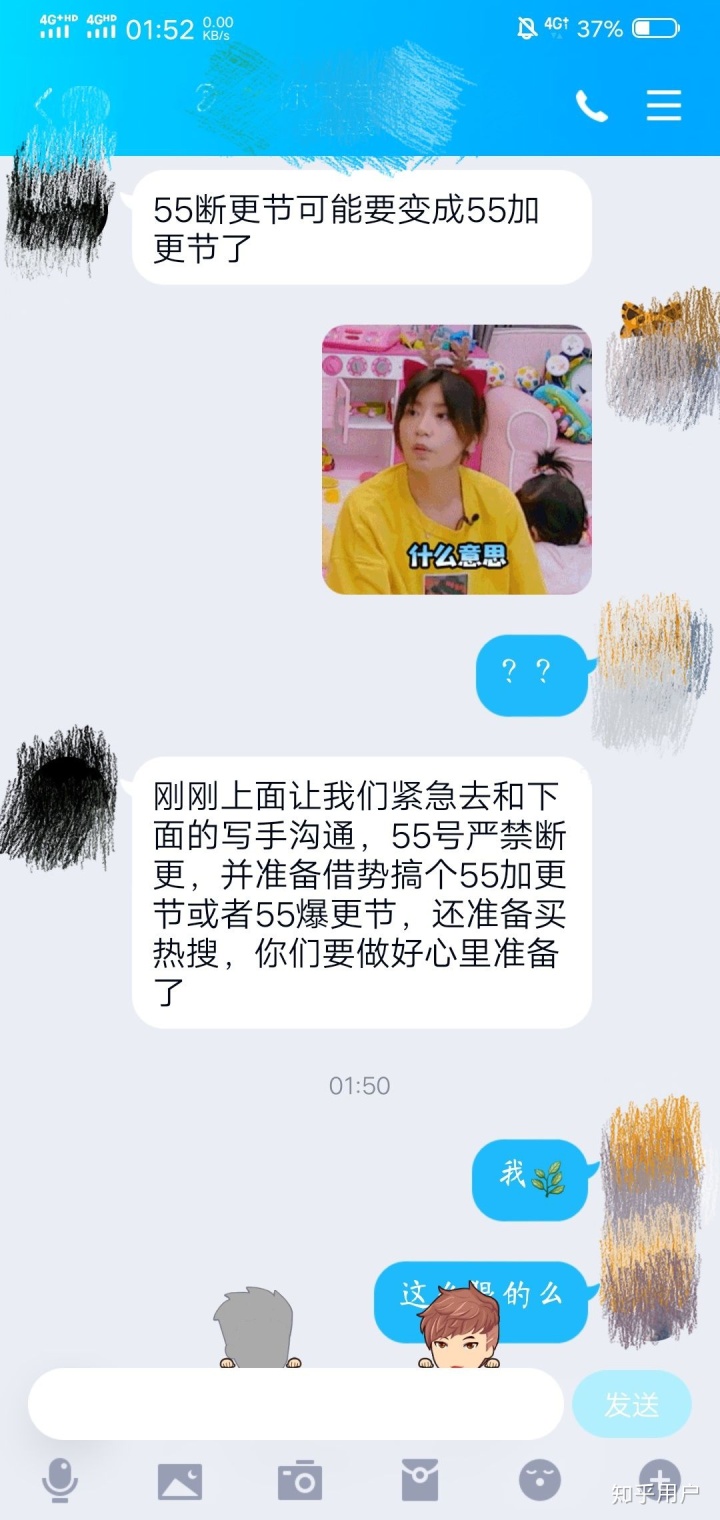 4G+HD 4GHD 01:52 0.00 KB/s 4G 37%
55断更节可能要变成55加
更节了
什么意思
？？
刚刚上面让我们紧急去和下
面的写手沟通，55号严禁断
更，并准备借势搞个55加更
节或者55爆更节，还准备买
热搜，你们要做好心里准备
了
01:50
我🌿
这么狠的么
发送
知乎用户